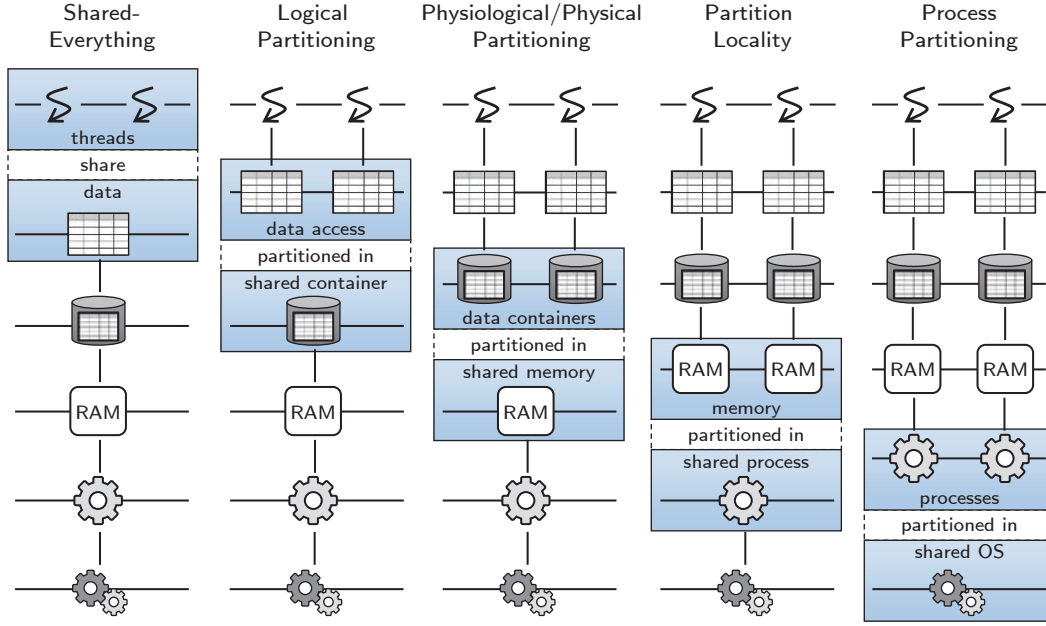 Shared-
Everything
Logical
Partitioning
Physiological/Physical
Partitioning
Partition
Locality
Process
Partitioning
threads
share
data
RAM
data access
partitioned in
shared container
RAM
data containers
partitioned in
shared memory
RAM
RAM
RAM
memory
partitioned in
shared process
RAM
RAM
processes
partitioned in
shared OS